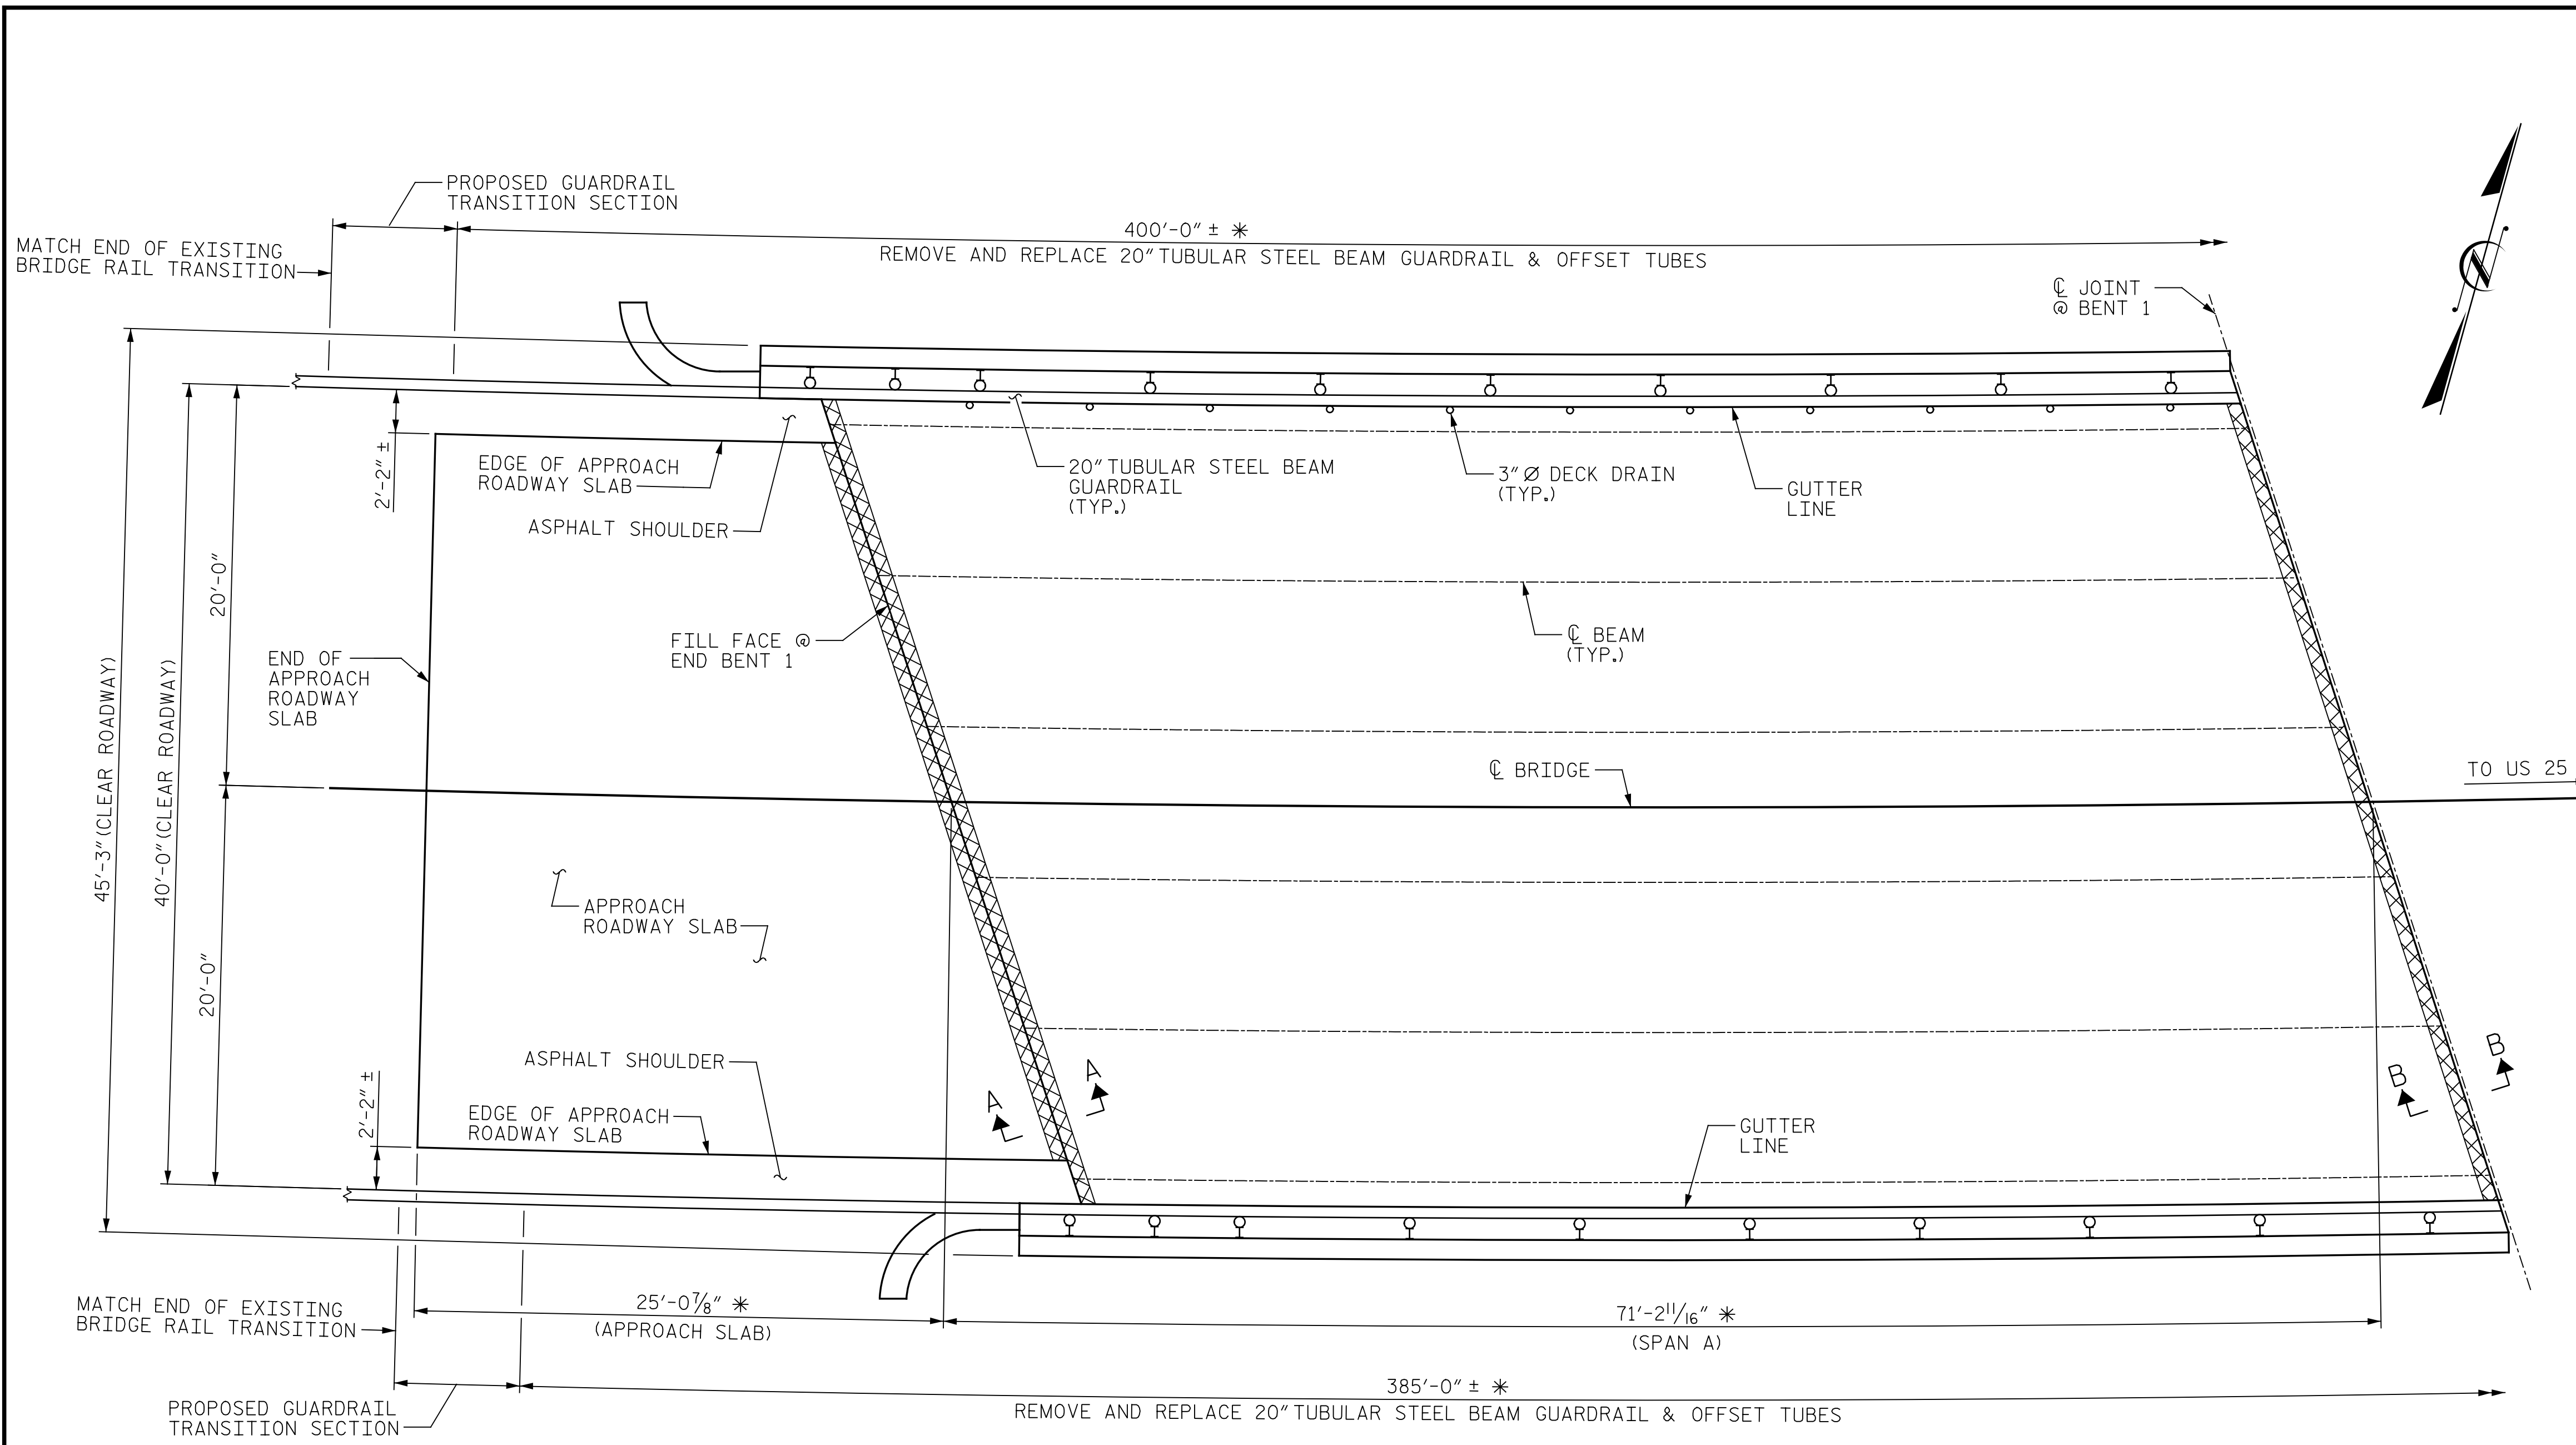 PROPOSED GUARDRAIL
TRANSITION SECTION
MATCH END OF EXISTING
BRIDGE RAIL TRANSITION
400'-0" ± *
REMOVE AND REPLACE 20" TUBULAR STEEL BEAM GUARDRAIL & OFFSET TUBES
℄ JOINT
@ BENT 1
N
2'-2" ±
EDGE OF APPROACH
ROADWAY SLAB
ASPHALT SHOULDER
20" TUBULAR STEEL BEAM
GUARDRAIL
(TYP.)
3" Ø DECK DRAIN
(TYP.)
GUTTER
LINE
20'-0"
FILL FACE @
END BENT 1
℄ BEAM
(TYP.)
END OF
APPROACH
ROADWAY
SLAB
45'-3" (CLEAR ROADWAY)
40'-0" (CLEAR ROADWAY)
℄ BRIDGE
TO US 25
APPROACH
ROADWAY SLAB
20'-0"
ASPHALT SHOULDER
2'-2" ±
EDGE OF APPROACH
ROADWAY SLAB
A
A
B
B
GUTTER
LINE
MATCH END OF EXISTING
BRIDGE RAIL TRANSITION
25'-0⅞" *
(APPROACH SLAB)
71'-2 11/16" *
(SPAN A)
385'-0" ± *
REMOVE AND REPLACE 20" TUBULAR STEEL BEAM GUARDRAIL & OFFSET TUBES
PROPOSED GUARDRAIL
TRANSITION SECTION